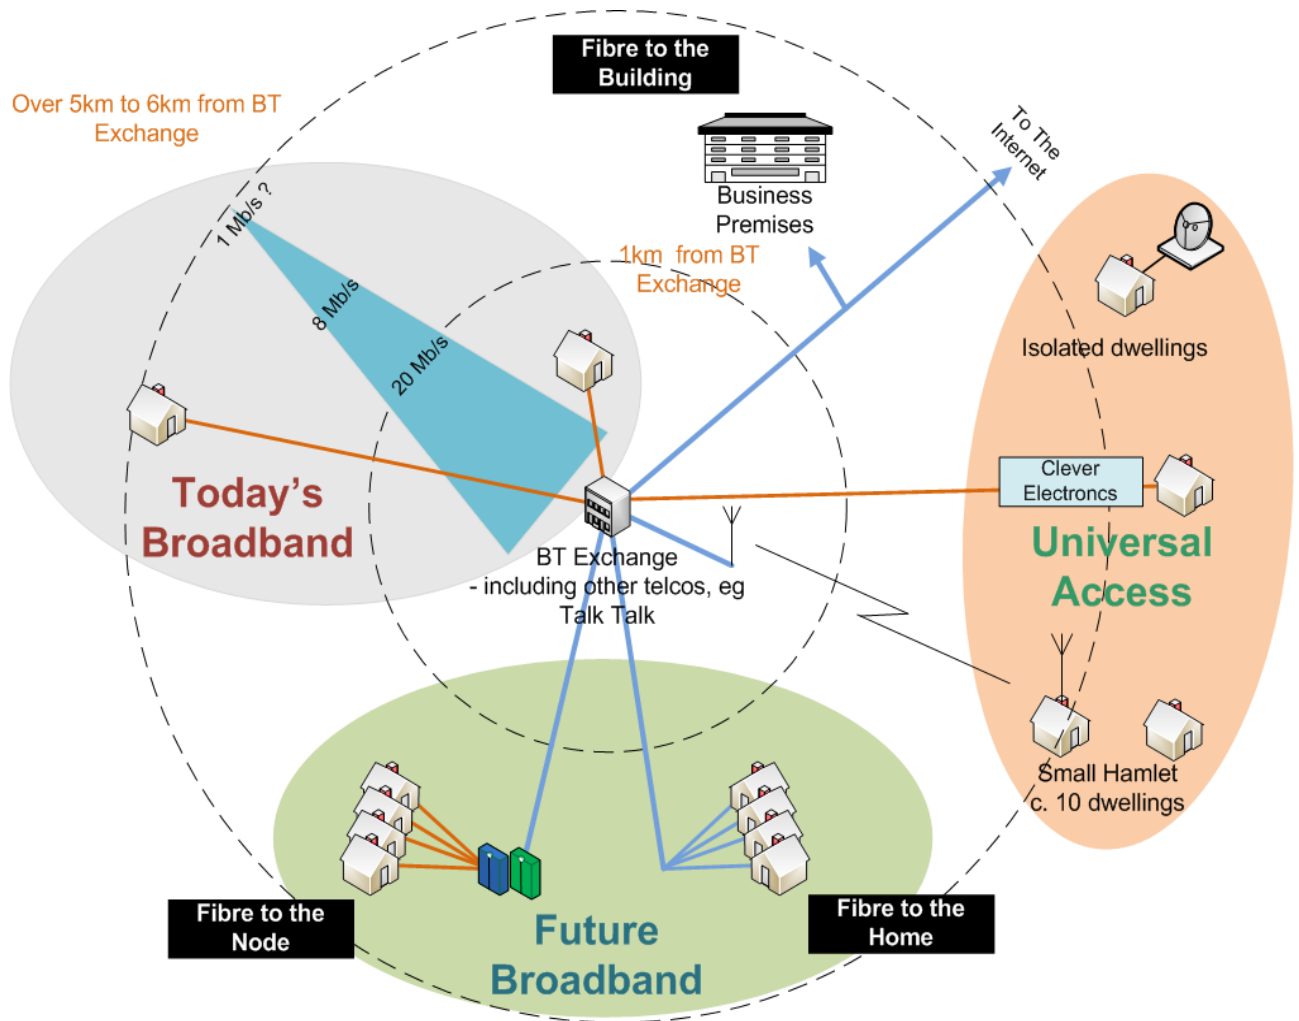 Fibre to the
Building
Over 5km to 6km from BT
Exchange
To The
Internet
Business
Premises
1 Mb/s ?
1km from BT
Exchange
8 Mb/s
20 Mb/s
Isolated dwellings
Clever
Electroncs
Today's
Broadband
Universal
Access
BT Exchange
- including other telcos, eg
Talk Talk
Small Hamlet
c. 10 dwellings
Fibre to the
Node
Fibre to the
Home
Future
Broadband